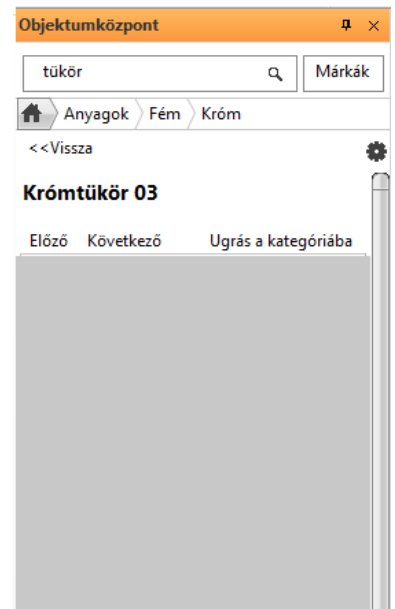 Objektumközpont
tükör Márkák
Anyagok Fém Króm
<<Vissza
Krómtükör 03
Előző Következő Ugrás a kategóriába